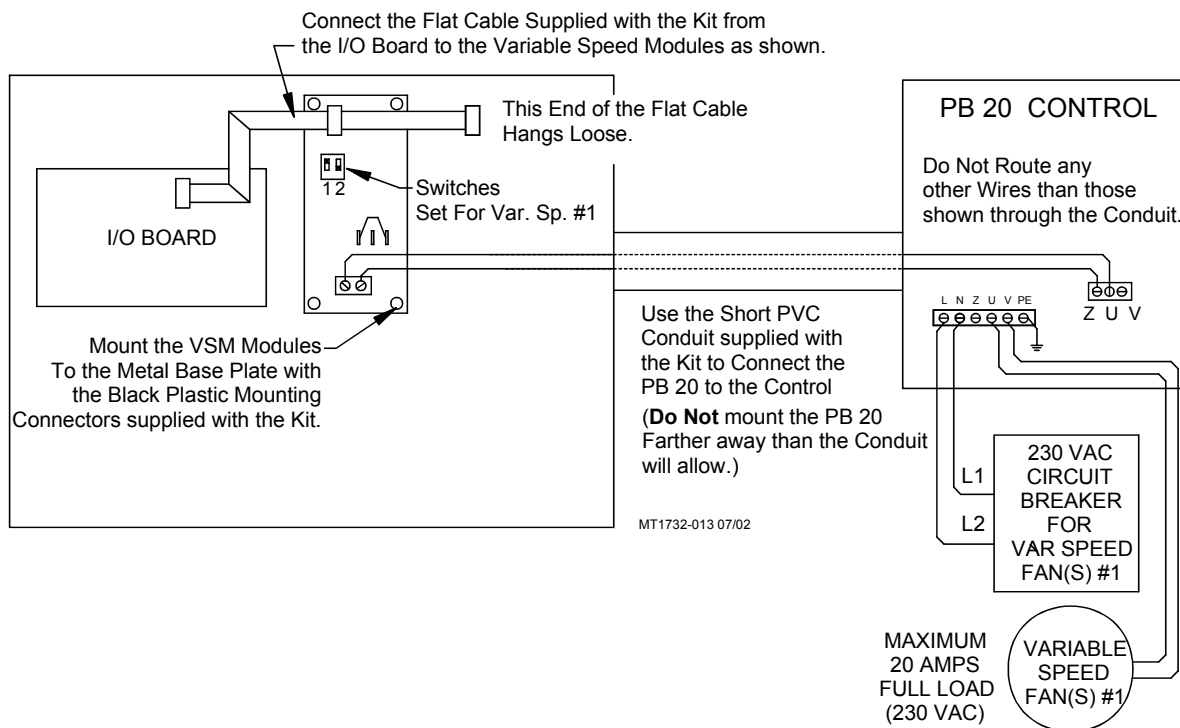 Connect the Flat Cable Supplied with the Kit from
the I/O Board to the Variable Speed Modules as shown.
This End of the Flat Cable
Hangs Loose.
1 2
Switches
Set For Var. Sp. #1
I/O BOARD
Mount the VSM Modules
To the Metal Base Plate with
the Black Plastic Mounting
Connectors supplied with the Kit.
PB 20 CONTROL
Do Not Route any
other Wires than those
shown through the Conduit.
Z U V
L N Z U V PE
Use the Short PVC
Conduit supplied with
the Kit to Connect the
PB 20 to the Control
(Do Not mount the PB 20
Farther away than the Conduit
will allow.)
MT1732-013 07/02
L1
L2
230 VAC
CIRCUIT
BREAKER
FOR
VAR SPEED
FAN(S) #1
MAXIMUM
20 AMPS
FULL LOAD
(230 VAC)
VARIABLE
SPEED
FAN(S) #1